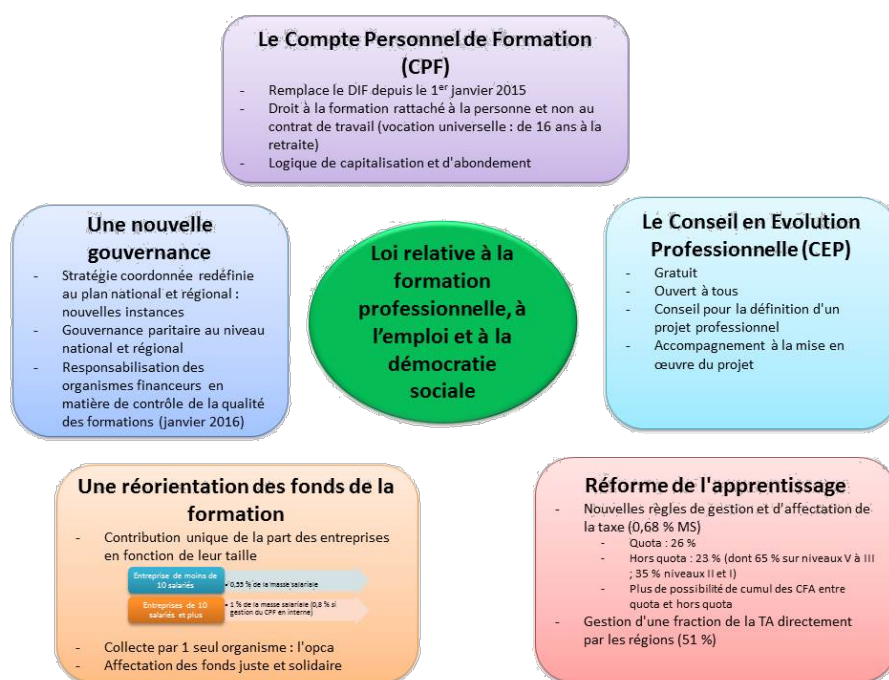 Le Compte Personnel de Formation
(CPF)
- Remplace le DIF depuis le 1er janvier 2015
- Droit à la formation rattaché à la personne et non au
contrat de travail (vocation universelle : de 16 ans à la
retraite)
- Logique de capitalisation et d'abondement
Une nouvelle
gouvernance
- Stratégie coordonnée redéfinie
au plan national et régional :
nouvelles instances
- Gouvernance paritaire au niveau
national et régional
- Responsabilisation des
organismes financeurs en
matière de contrôle de la qualité
des formations (janvier 2016)
Loi relative à la
formation
professionnelle, à
l'emploi et à la
démocratie
sociale
Le Conseil en Evolution
Professionnelle (CEP)
- Gratuit
- Ouvert à tous
- Conseil pour la définition d'un
projet professionnel
- Accompagnement à la mise en
œuvre du projet
Une réorientation des fonds de la
formation
- Contribution unique de la part des entreprises
en fonction de leur taille
Entreprise de moins de
10 salariés
• 0,55 % de la masse salariale
Entreprises de 10
salariés et plus
• 1 % de la masse salariale (0,8 % si
gestion du CPF en interne)
- Collecte par 1 seul organisme : l'opca
- Affectation des fonds juste et solidaire
Réforme de l'apprentissage
- Nouvelles règles de gestion et d'affectation de
la taxe (0,68 % MS)
- Quota : 26 %
- Hors quota : 23 % (dont 65 % sur niveaux V à III
; 35 % niveaux II et I)
- Plus de possibilité de cumul des CFA entre
quota et hors quota
- Gestion d'une fraction de la TA directement
par les régions (51 %)